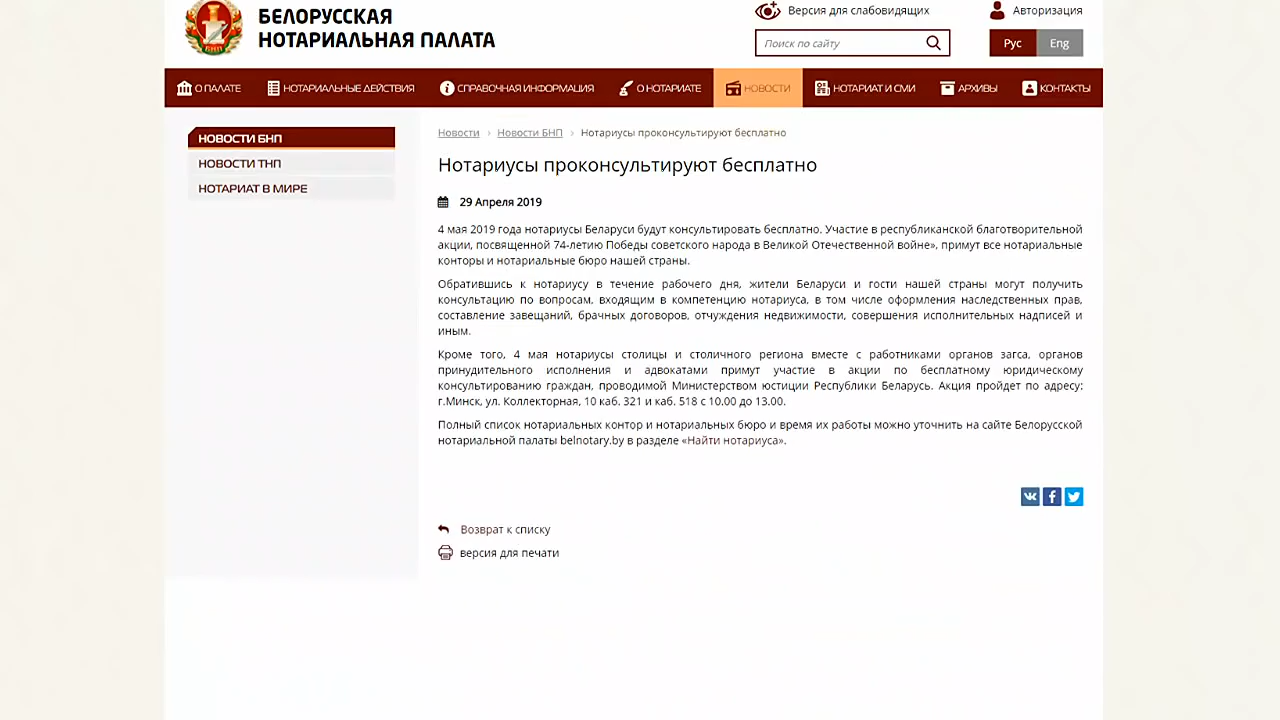 БЕЛОРУССКАЯ
НОТАРИАЛЬНАЯ ПАЛАТА
БНП
Версия для слабовидящих
Авторизация
Поиск по сайту
Рус
Eng
О ПАЛАТЕ
НОТАРИАЛЬНЫЕ ДЕЙСТВИЯ
СПРАВОЧНАЯ ИНФОРМАЦИЯ
О НОТАРИАТЕ
НОВОСТИ
НОТАРИАТ И СМИ
АРХИВЫ
КОНТАКТЫ
НОВОСТИ БНП
НОВОСТИ ТНП
НОТАРИАТ В МИРЕ
Новости › Новости БНП › Нотариусы проконсультируют бесплатно
Нотариусы проконсультируют бесплатно
29 Апреля 2019
4 мая 2019 года нотариусы Беларуси будут консультировать бесплатно. Участие в республиканской благотворительной
акции, посвященной 74-летию Победы советского народа в Великой Отечественной войне», примут все нотариальные
конторы и нотариальные бюро нашей страны.
Обратившись к нотариусу в течение рабочего дня, жители Беларуси и гости нашей страны могут получить
консультацию по вопросам, входящим в компетенцию нотариуса, в том числе оформления наследственных прав,
составление завещаний, брачных договоров, отчуждения недвижимости, совершения исполнительных надписей и
иным.
Кроме того, 4 мая нотариусы столицы и столичного региона вместе с работниками органов загса, органов
принудительного исполнения и адвокатами примут участие в акции по бесплатному юридическому
консультированию граждан, проводимой Министерством юстиции Республики Беларусь. Акция пройдет по адресу:
г.Минск, ул. Коллекторная, 10 каб. 321 и каб. 518 с 10.00 до 13.00.
Полный список нотариальных контор и нотариальных бюро и время их работы можно уточнить на сайте Белорусской
нотариальной палаты belnotary.by в разделе «Найти нотариуса».
Возврат к списку
версия для печати